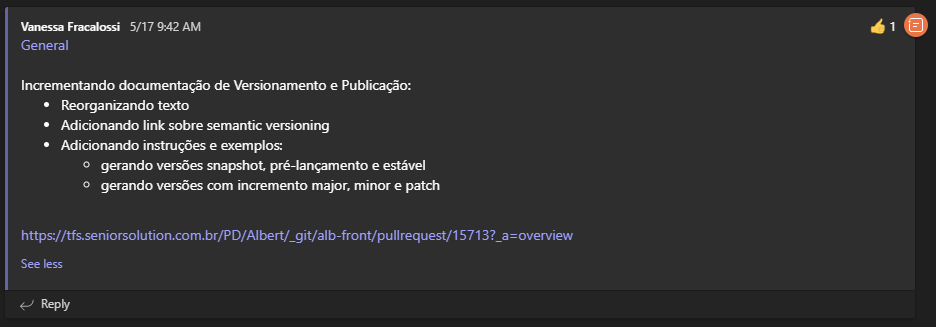 Vanessa Fracalossi 5/17 9:42 AM 👍 1
General
Incrementando documentação de Versionamento e Publicação:
• Reorganizando texto
• Adicionando link sobre semantic versioning
• Adicionando instruções e exemplos:
◦ gerando versões snapshot, pré-lançamento e estável
◦ gerando versões com incremento major, minor e patch
https://tfs.seniorsolution.com.br/PD/Albert/_git/alb-front/pullrequest/15713?_a=overview
See less
Reply